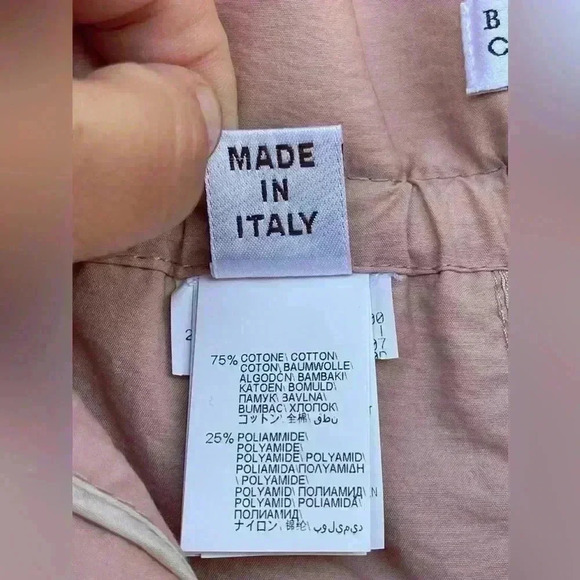 B
C
MADE
IN
ITALY
75% COTONE\ COTTON\
COTON\ BAUMWOLLE\
ALGODÓN\ BAMBAKI\
KATOEN\ BOMULD\
ПАМУК\ BAVLNA\
BUMBAC\ ХЛОПОК\
コットン\ 全棉\ قطن
25% POLIAMMIDE\
POLYAMIDE\
POLYAMIDE\ POLYAMID\
POLIAMIDA\ ΠΟΛΥΑΜΙΔΗ\
POLYAMIDE\
POLYAMID\ ПОЛИАМИД\
POLYAMID\ POLIAMIDA\
ПОЛИАМИД\
ナイロン\ 锦纶\ بوليميد